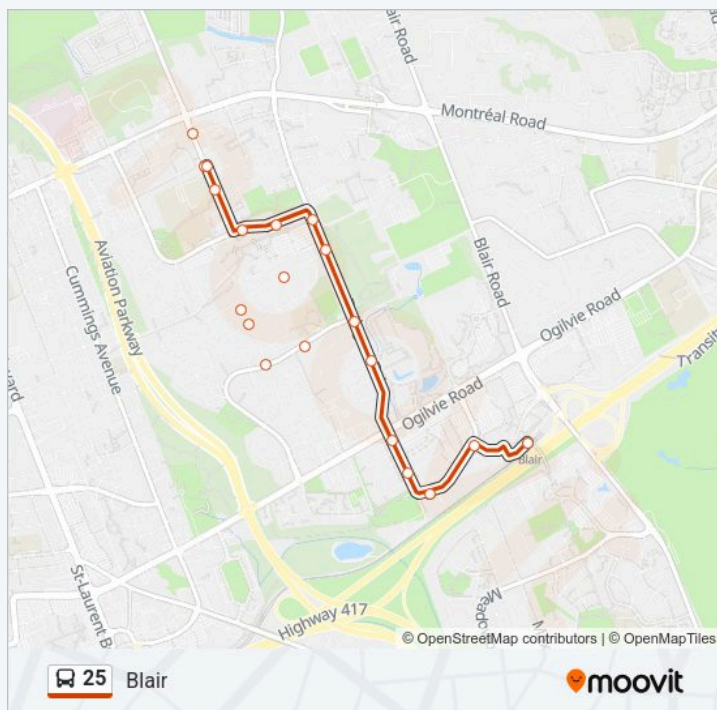 Blair Road
Montréal Road
Aviation Parkway
Cummings Avenue
Blair Road
Ogilvie Road
Transit
Ogilvie Road
Blair
St-Laurent B
Highway 417
Meado
© OpenStreetMap contributors | © OpenMapTiles
25 Blair
moovit